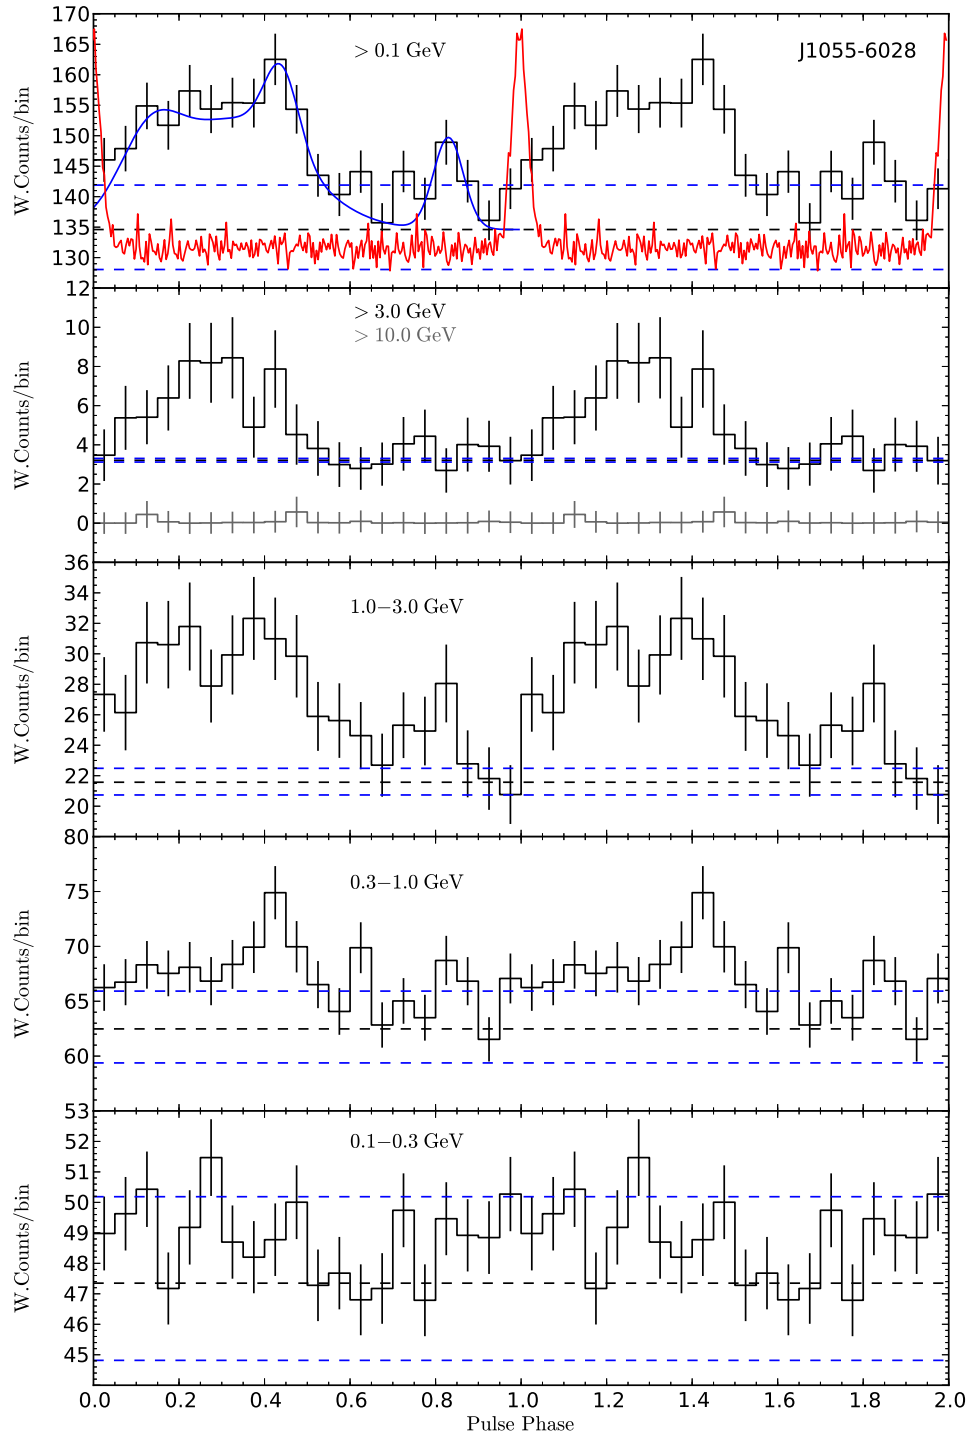 170
165
160
155
150
145
140
135
130
W.Counts/bin
> 0.1 GeV
J1055-6028
12
10
8
6
4
2
0
W.Counts/bin
> 3.0 GeV
> 10.0 GeV
36
34
32
30
28
26
24
22
20
W.Counts/bin
1.0−3.0 GeV
80
75
70
65
60
W.Counts/bin
0.3−1.0 GeV
53
52
51
50
49
48
47
46
45
W.Counts/bin
0.1−0.3 GeV
0.0 0.2 0.4 0.6 0.8 1.0 1.2 1.4 1.6 1.8 2.0
Pulse Phase